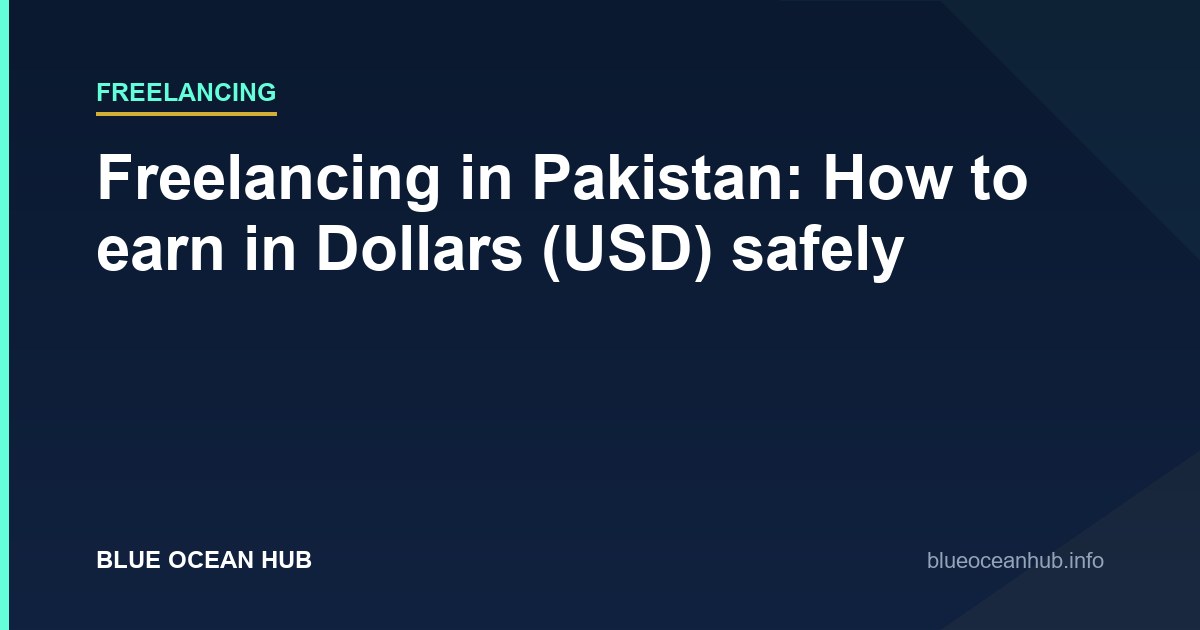 FREELANCING
Freelancing in Pakistan: How to
earn in Dollars (USD) safely
BLUE OCEAN HUB
blueoceanhub.info